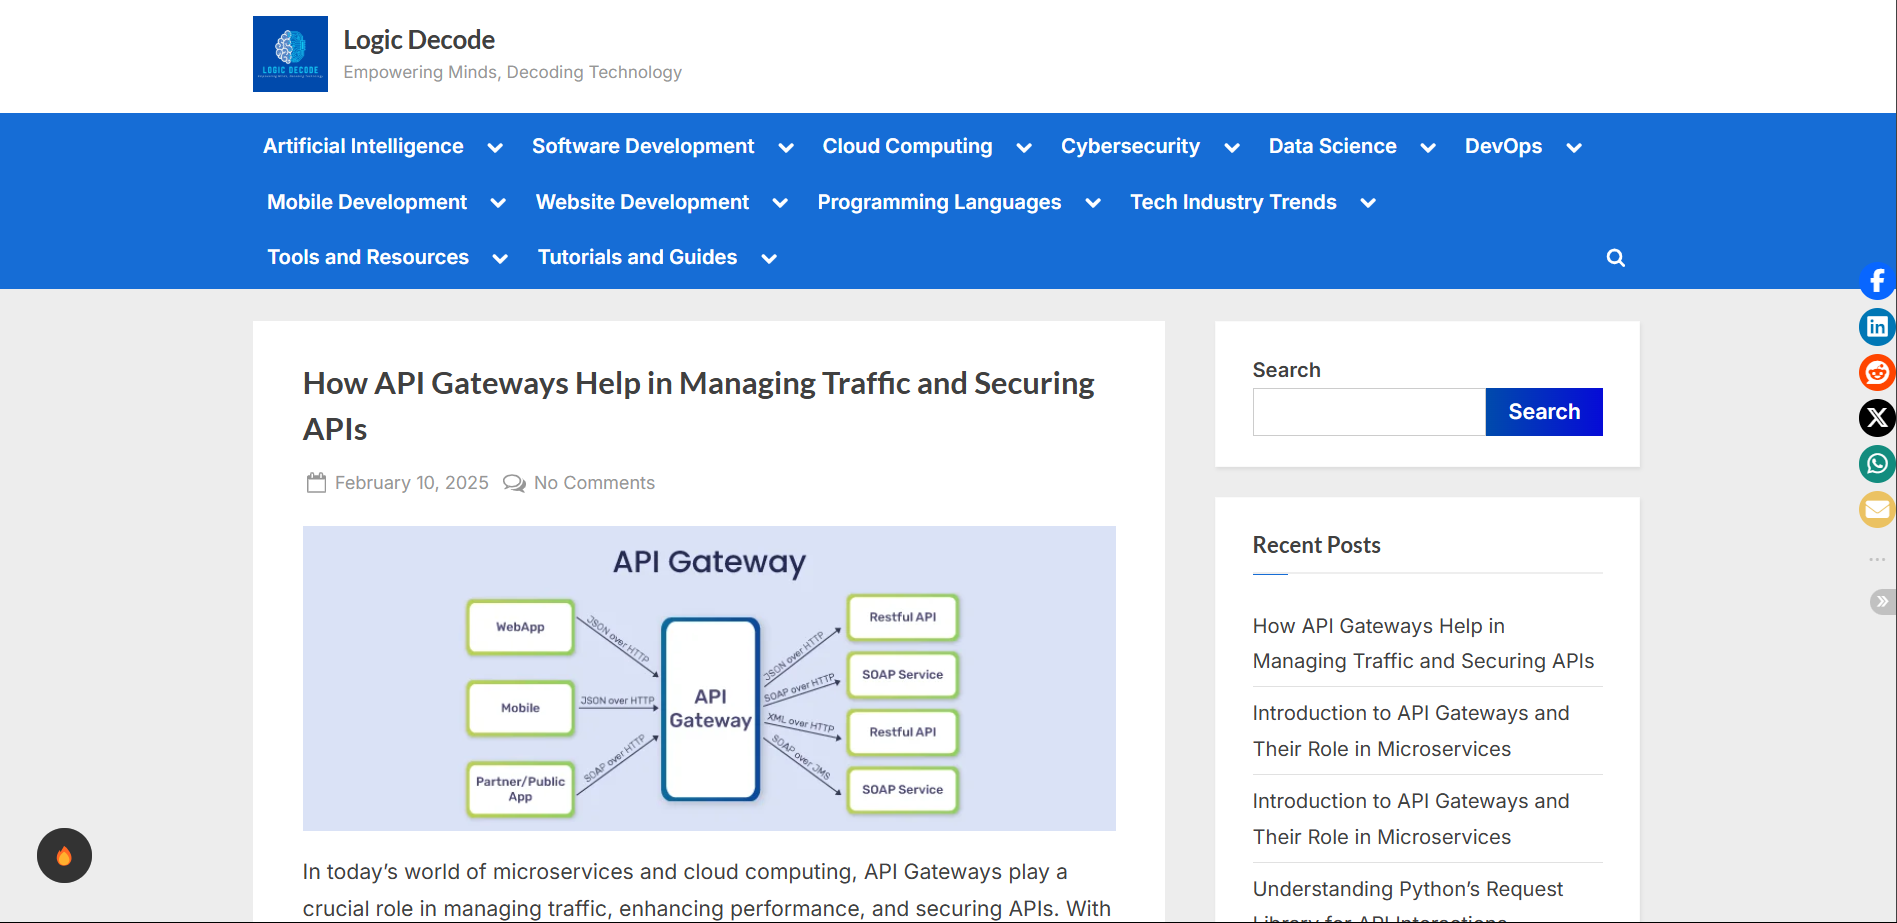 LOGIC DECODE
Logic Decode
Empowering Minds, Decoding Technology
Artificial Intelligence
Software Development
Cloud Computing
Cybersecurity
Data Science
DevOps
Mobile Development
Website Development
Programming Languages
Tech Industry Trends
Tools and Resources
Tutorials and Guides
How API Gateways Help in Managing Traffic and Securing
APIs
February 10, 2025
No Comments
API Gateway
WebApp
Mobile
Partner/Public
App
JSON over HTTP
JSON over HTTP
SOAP over HTTP
API
Gateway
JSON over HTTP
SOAP over HTTP
XML over HTTP
SOAP over JMS
Restful API
SOAP Service
Restful API
SOAP Service
In today’s world of microservices and cloud computing, API Gateways play a
crucial role in managing traffic, enhancing performance, and securing APIs. With
Search
Search
Recent Posts
How API Gateways Help in
Managing Traffic and Securing APIs
Introduction to API Gateways and
Their Role in Microservices
Introduction to API Gateways and
Their Role in Microservices
Understanding Python’s Request
Library for API Interactions